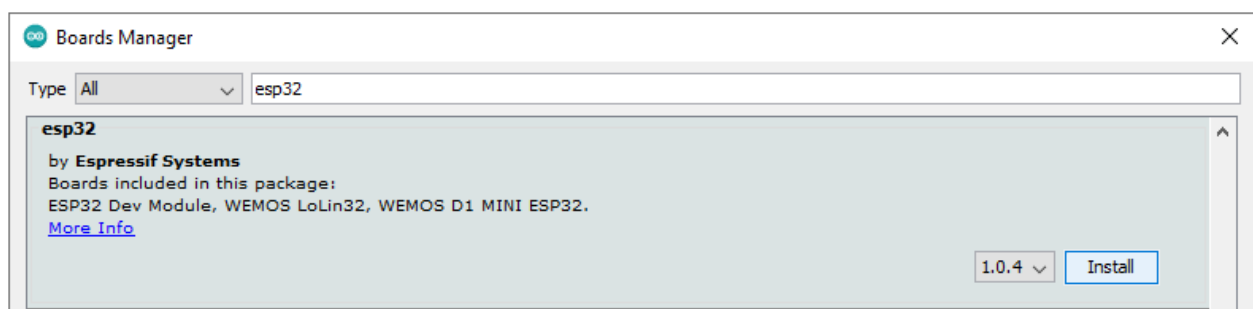 Boards Manager
Type All esp32
esp32
by Espressif Systems
Boards included in this package:
ESP32 Dev Module, WEMOS LoLin32, WEMOS D1 MINI ESP32.
More Info
1.0.4 Install